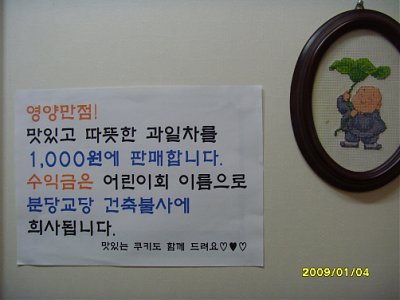 영양만점!
맛있고 따뜻한 과일차를
1,000원에 판매합니다.
수익금은 어린이회 이름으로
분당교당 건축불사에
희사됩니다.
맛있는 쿠키도 함께 드려요♡♥♡
2009/01/04